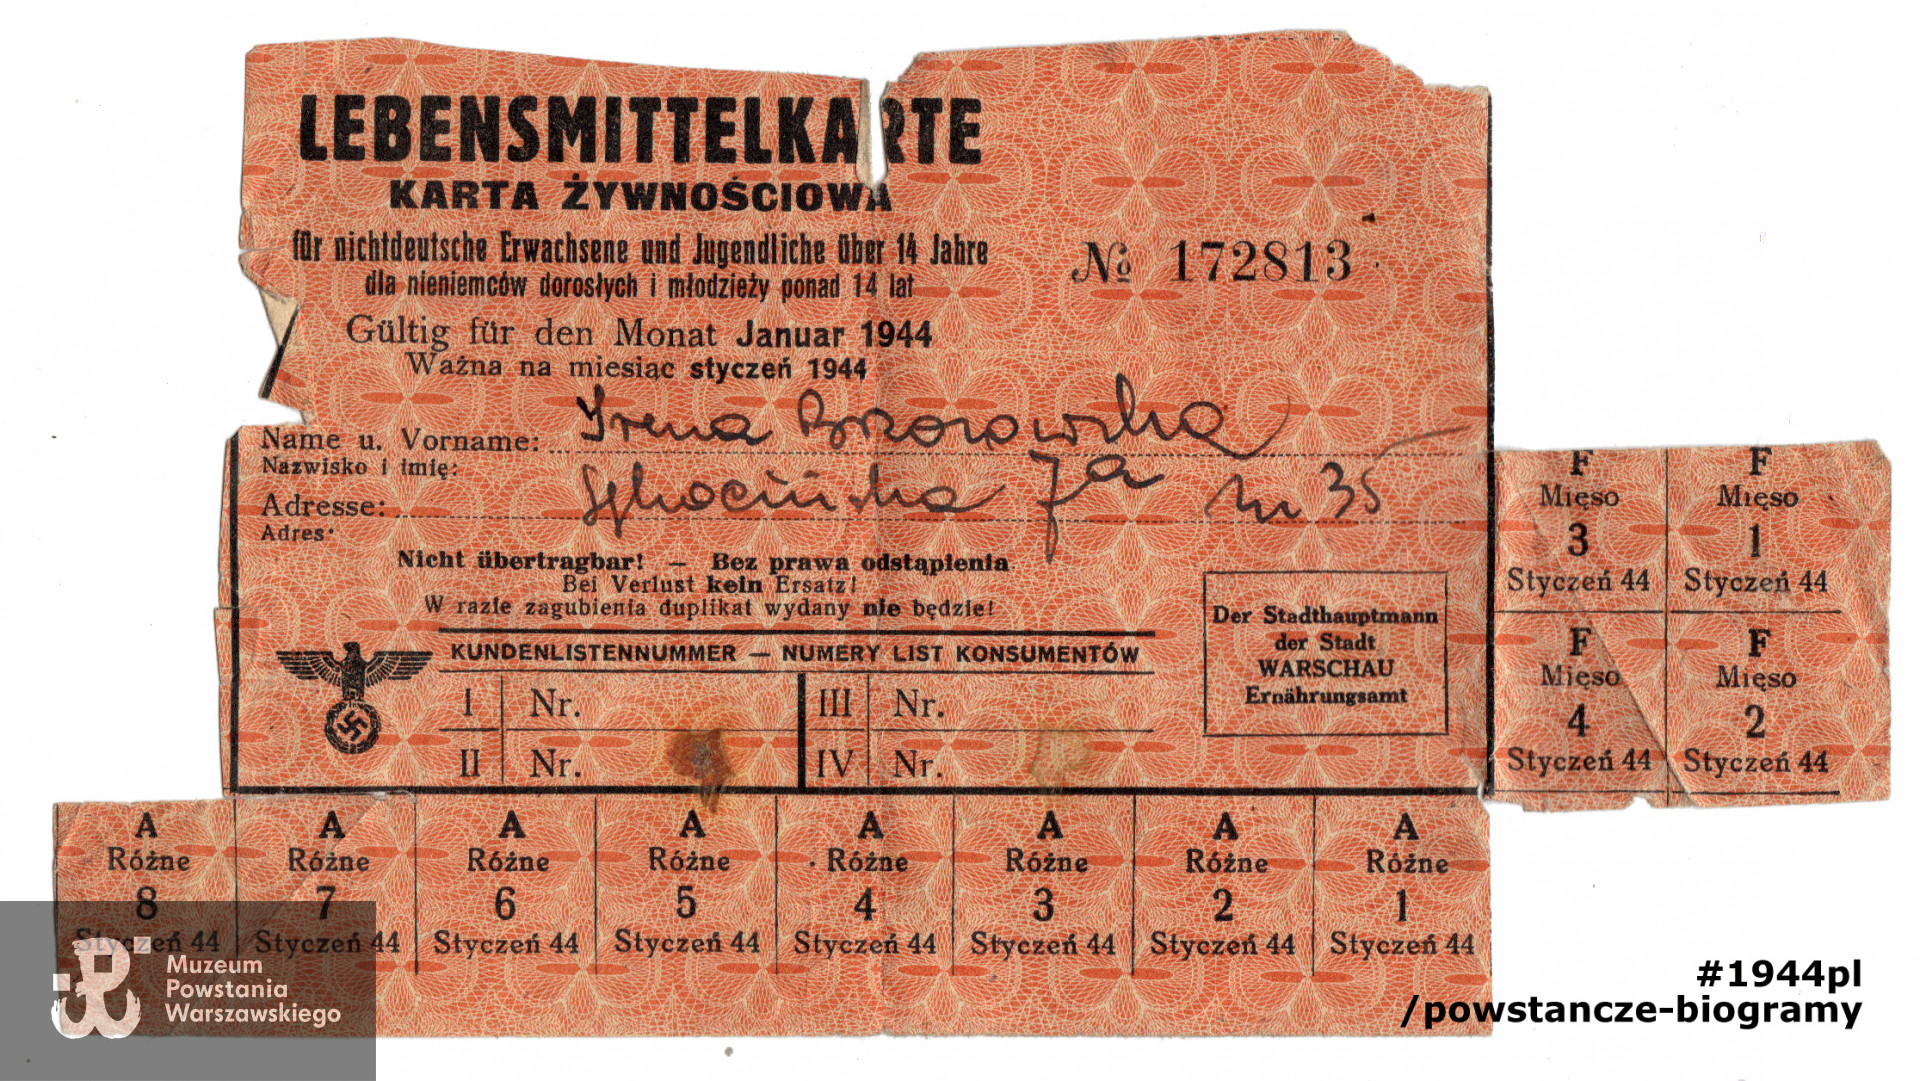 LEBENSMITTELKARTE
KARTA ŻYWNOŚCIOWA
für nichtdeutsche Erwachsene und Jugendliche über 14 Jahre
dla nieniemców dorosłych i młodzieży ponad 14 lat
№ 172813
Gültig für den Monat Januar 1944
Ważna na miesiąc styczeń 1944
Name u. Vorname: Irena Brzozowska
Nazwisko i imię:
Adresse: 7a m 35
Adres:
Nicht übertragbar! — Bez prawa odstąpienia
Bei Verlust kein Ersatz!
W razie zagubienia duplikat wydany nie będzie!
KUNDENLISTENNUMMER — NUMERY LIST KONSUMENTÓW
I Nr. III Nr.
II Nr. IV Nr.
Der Stadthauptmann
der Stadt
WARSCHAU
Ernährungsamt
F F
Mięso Mięso
3 1
Styczeń 44 Styczeń 44
F F
Mięso Mięso
4 2
Styczeń 44 Styczeń 44
A A A A A A A A
Różne Różne Różne Różne Różne Różne Różne Różne
8 7 6 5 4 3 2 1
Styczeń 44 Styczeń 44 Styczeń 44 Styczeń 44 Styczeń 44 Styczeń 44 Styczeń 44 Styczeń 44
Muzeum
Powstania
Warszawskiego
#1944pl
/powstancze-biogramy